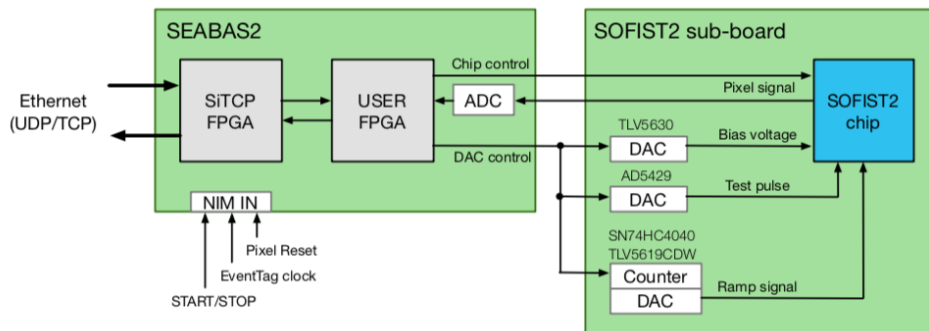 SEABAS2
SOFIST2 sub-board
Ethernet
(UDP/TCP)
SiTCP
FPGA
USER
FPGA
Chip control
ADC
Pixel signal
SOFIST2
chip
DAC control
TLV5630
DAC
Bias voltage
AD5429
DAC
Test pulse
SN74HC4040
TLV5619CDW
Counter
DAC
Ramp signal
NIM IN
Pixel Reset
EventTag clock
START/STOP